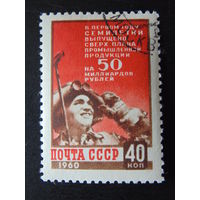 В ПЕРВОМ ГОДУ
СЕМИЛЕТКИ
ВЫПУЩЕНО
СВЕРХ ПЛАНА
ПРОМЫШЛЕННОЙ
ПРОДУКЦИИ
НА 50
МИЛЛИАРДОВ
РУБЛЕЙ
ПОЧТА СССР
1960
40
КОП